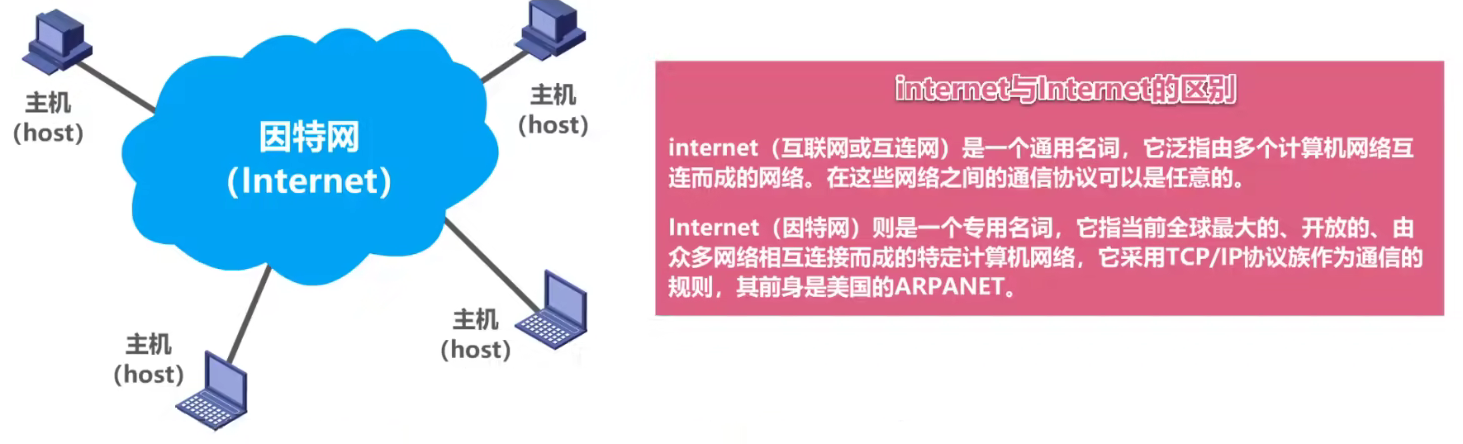 主机
(host)
主机
(host)
因特网
(Internet)
主机
(host)
主机
(host)
internet与Internet的区别
internet（互联网或互连网）是一个通用名词，它泛指由多个计算机网络互
连而成的网络。在这些网络之间的通信协议可以是任意的。
Internet（因特网）则是一个专用名词，它指当前全球最大的、开放的、由
众多网络相互连接而成的特定计算机网络，它采用TCP/IP协议族作为通信的
规则，其前身是美国的ARPANET。